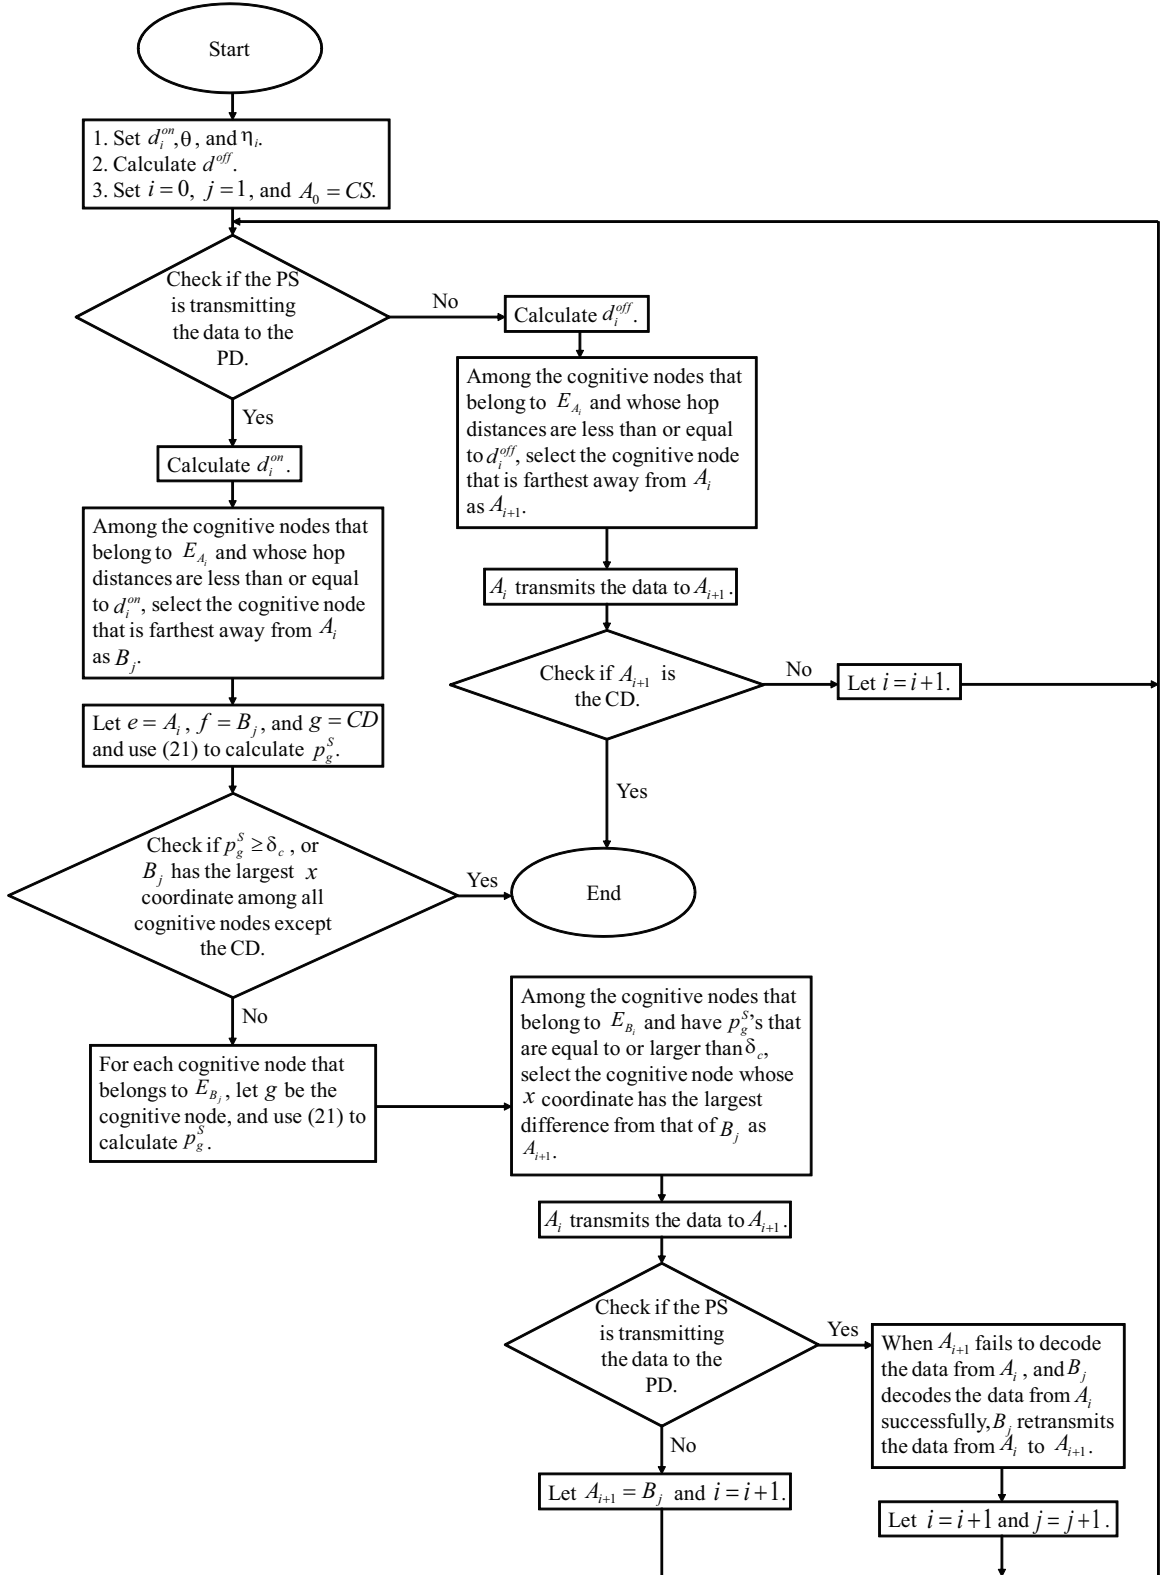 Start
1. Set d_i^{on}, θ, and η_i.
2. Calculate d^{off}.
3. Set i = 0, j = 1, and A_0 = CS.
Check if the PS
is transmitting
the data to the
PD.
No
Calculate d_i^{off}.
Among the cognitive nodes that
belong to E_{A_i} and whose hop
distances are less than or equal
to d_i^{off}, select the cognitive node
that is farthest away from A_i
as A_{i+1}.
A_i transmits the data to A_{i+1}.
Check if A_{i+1} is
the CD.
No
Let i = i+1.
Yes
Yes
Calculate d_i^{on}.
Among the cognitive nodes that
belong to E_{A_i} and whose hop
distances are less than or equal
to d_i^{on}, select the cognitive node
that is farthest away from A_i
as B_j.
Let e = A_i, f = B_j, and g = CD
and use (21) to calculate p_g^S.
Check if p_g^S ≥ δ_c, or
B_j has the largest x
coordinate among all
cognitive nodes except
the CD.
Yes
End
No
For each cognitive node that
belongs to E_{B_j}, let g be the
cognitive node, and use (21) to
calculate p_g^S.
Among the cognitive nodes that
belong to E_{B_i} and have p_g^S's that
are equal to or larger than δ_c,
select the cognitive node whose
x coordinate has the largest
difference from that of B_j as
A_{i+1}.
A_i transmits the data to A_{i+1}.
Check if the PS
is transmitting
the data to the
PD.
Yes
When A_{i+1} fails to decode
the data from A_i, and B_j
decodes the data from A_i
successfully, B_j retransmits
the data from A_i to A_{i+1}.
Let i = i+1 and j = j+1.
No
Let A_{i+1} = B_j and i = i+1.